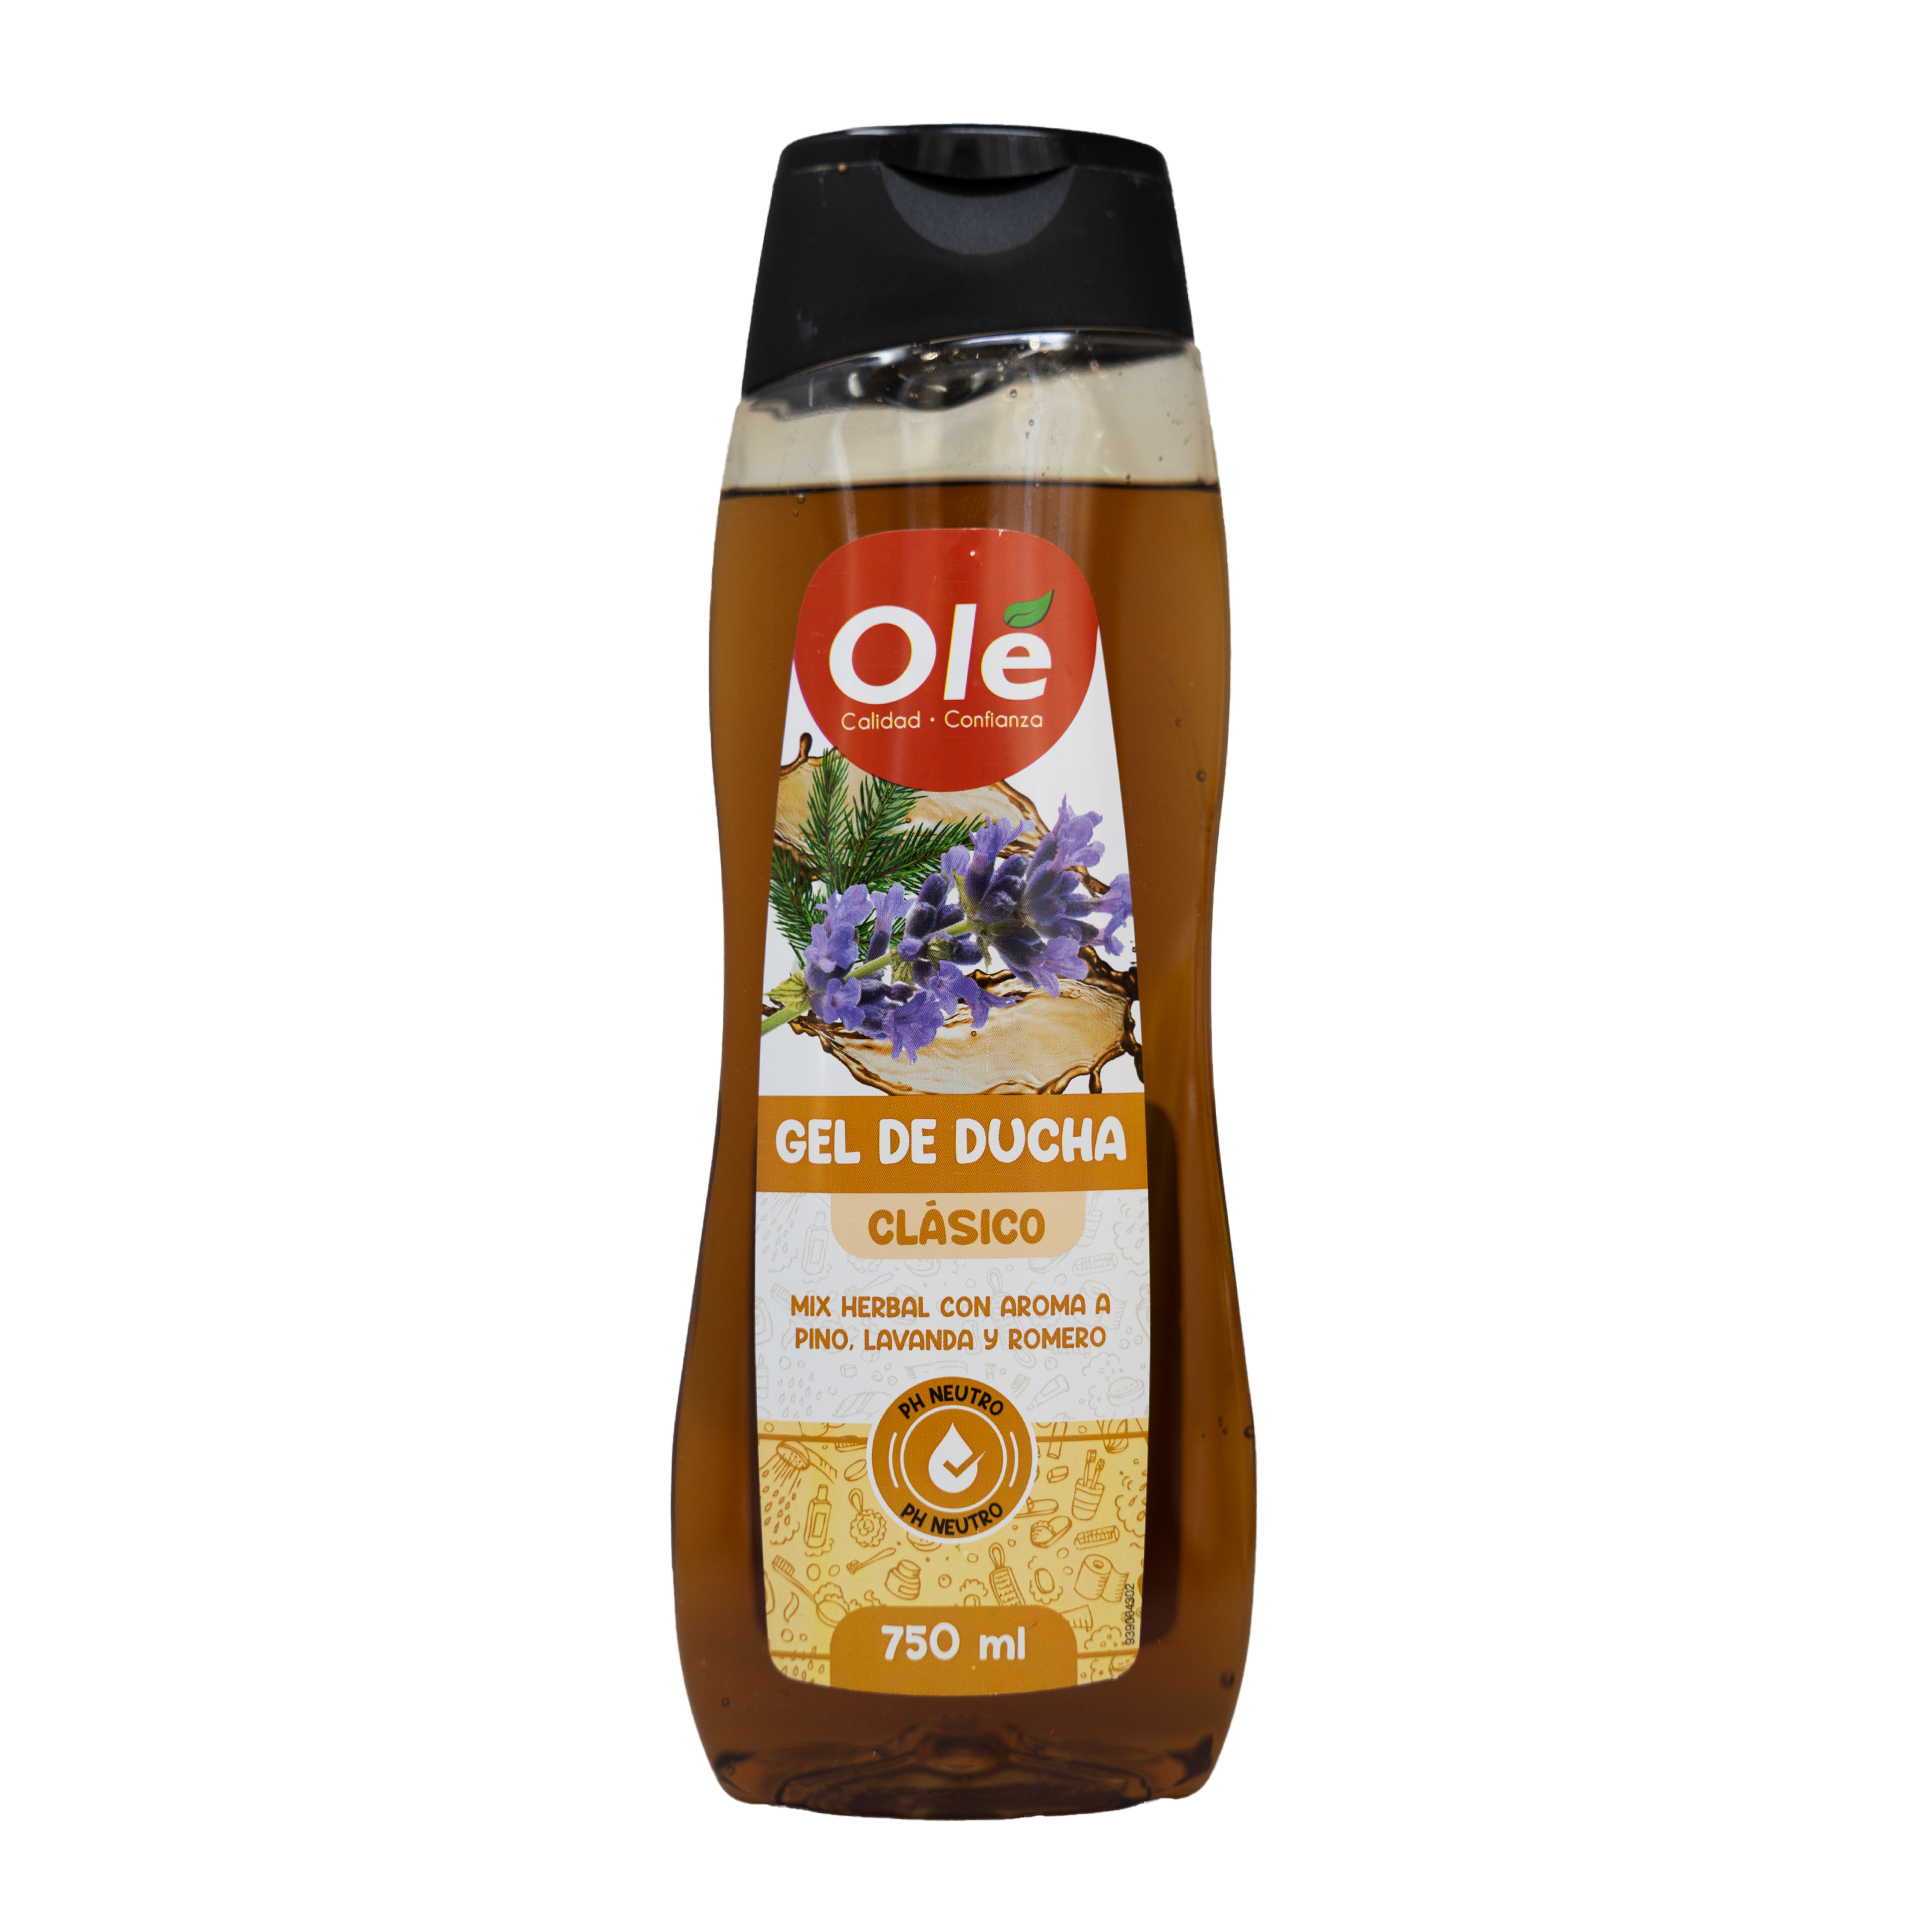 Olé
Calidad • Confianza
GEL DE DUCHA
CLÁSICO
MIX HERBAL CON AROMA A
PINO, LAVANDA Y ROMERO
PH NEUTRO
PH NEUTRO
750 ml
939004302